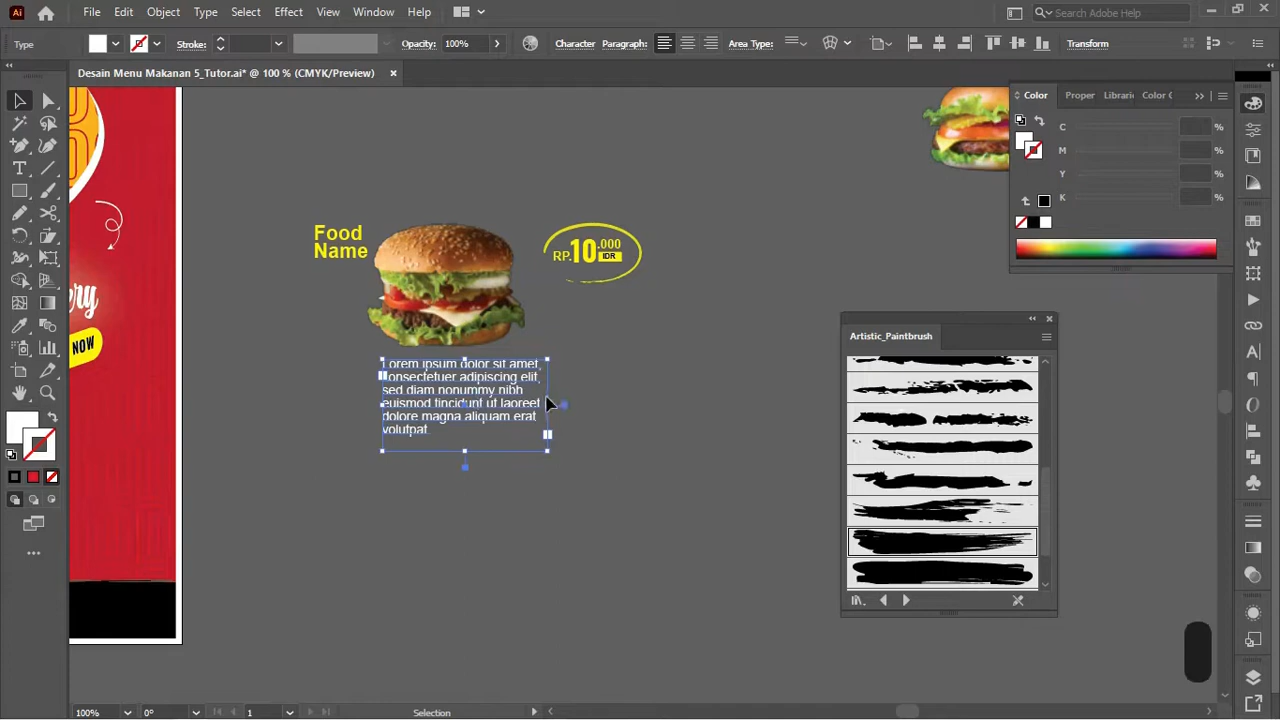 Ai File Edit Object Type Select Effect View Window Help Search Adobe Help
Type Stroke: Opacity: 100% Character Paragraph: Area Type: Transform
Desain Menu Makanan 5_Tutor.ai* @ 100 % (CMYK/Preview)
Color Proper Librari Color
C %
M %
Y %
K %
Food
Name
RP.10.000
IDR
NOW
Artistic_Paintbrush
Lorem ipsum dolor sit amet,
consectetuer adipiscing elit,
sed diam nonummy nibh
euismod tincidunt ut laoreet
dolore magna aliquam erat
volutpat.
100% 0° 1 Selection